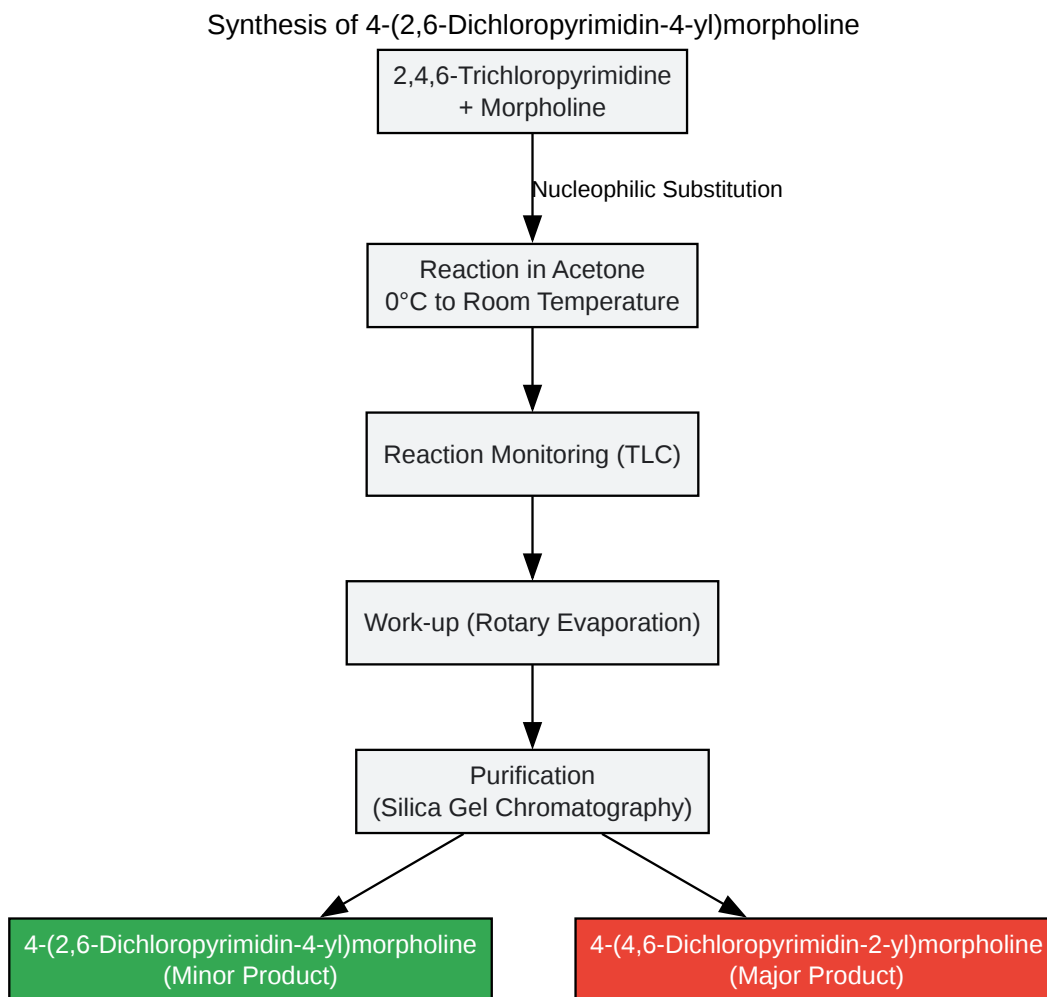 Synthesis of 4-(2,6-Dichloropyrimidin-4-yl)morpholine
2,4,6-Trichloropyrimidine
+ Morpholine
Nucleophilic Substitution
Reaction in Acetone
0°C to Room Temperature
Reaction Monitoring (TLC)
Work-up (Rotary Evaporation)
Purification
(Silica Gel Chromatography)
4-(2,6-Dichloropyrimidin-4-yl)morpholine
(Minor Product)
4-(4,6-Dichloropyrimidin-2-yl)morpholine
(Major Product)